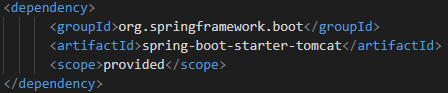 <dependency>
<groupId>org.springframework.boot</groupId>
<artifactId>spring-boot-starter-tomcat</artifactId>
<scope>provided</scope>
</dependency>